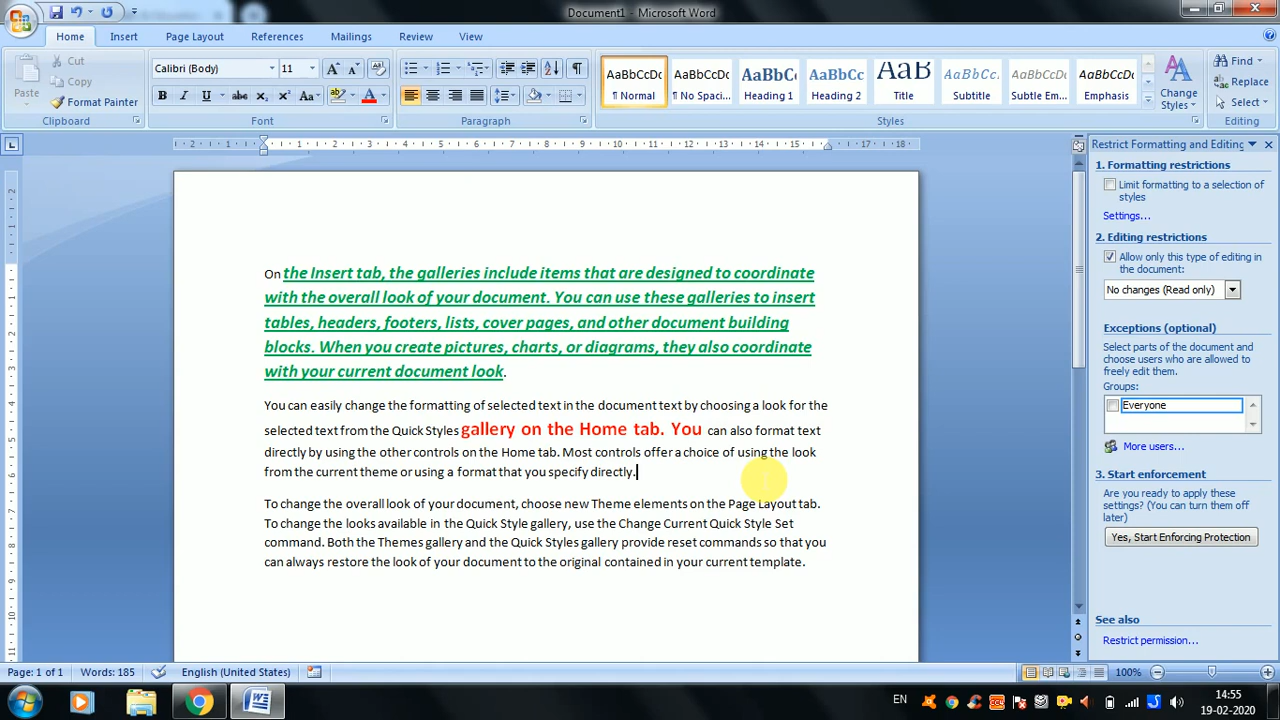 Document1 - Microsoft Word
Home Insert Page Layout References Mailings Review View
Paste Cut Copy Format Painter Clipboard
Calibri (Body) 11 Font
Paragraph
AaBbCcDc AaBbCcDc AaBbCc AaBbCc AaB AaBbCc. AaBbCcDc AaBbCcDc
¶ Normal ¶ No Spaci... Heading 1 Heading 2 Title Subtitle Subtle Em... Emphasis
Change Styles Styles
Find Replace Select Editing
On the Insert tab, the galleries include items that are designed to coordinate
with the overall look of your document. You can use these galleries to insert
tables, headers, footers, lists, cover pages, and other document building
blocks. When you create pictures, charts, or diagrams, they also coordinate
with your current document look.
You can easily change the formatting of selected text in the document text by choosing a look for the
selected text from the Quick Styles gallery on the Home tab. You can also format text
directly by using the other controls on the Home tab. Most controls offer a choice of using the look
from the current theme or using a format that you specify directly.
To change the overall look of your document, choose new Theme elements on the Page Layout tab.
To change the looks available in the Quick Style gallery, use the Change Current Quick Style Set
command. Both the Themes gallery and the Quick Styles gallery provide reset commands so that you
can always restore the look of your document to the original contained in your current template.
Restrict Formatting and Editing
1. Formatting restrictions
Limit formatting to a selection of
styles
Settings...
2. Editing restrictions
Allow only this type of editing in
the document:
No changes (Read only)
Exceptions (optional)
Select parts of the document and
choose users who are allowed to
freely edit them.
Groups:
Everyone
More users...
3. Start enforcement
Are you ready to apply these
settings? (You can turn them off
later)
Yes, Start Enforcing Protection
See also
Restrict permission...
Page: 1 of 1 Words: 185 English (United States) 100%
EN 14:55
19-02-2020